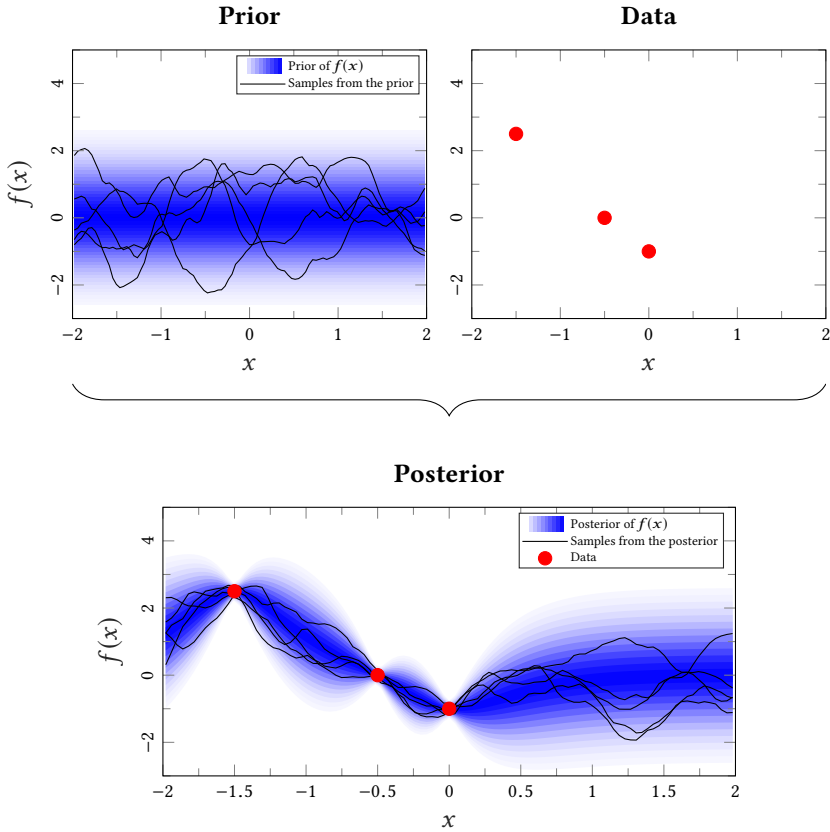 Prior
Data
Prior of f(x)
Samples from the prior
f(x)
4
2
0
−2
−2 −1 0 1 2
x
4
2
0
−2
−2 −1 0 1 2
x
Posterior
Posterior of f(x)
Samples from the posterior
Data
f(x)
4
2
0
−2
−2 −1.5 −1 −0.5 0 0.5 1 1.5 2
x